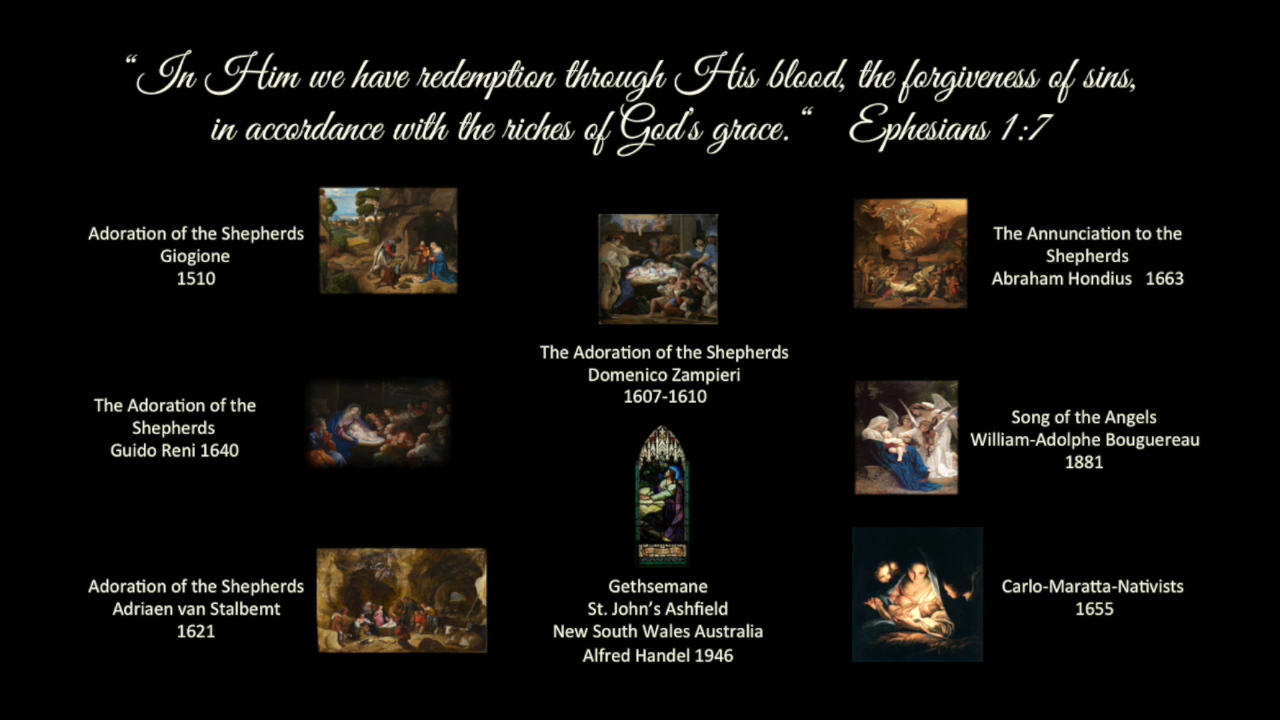 “ In Him we have redemption through His blood, the forgiveness of sins,
in accordance with the riches of God's grace. “ Ephesians 1:7
Adoration of the Shepherds
Giogione
1510
The Adoration of the Shepherds
Domenico Zampieri
1607-1610
The Annunciation to the
Shepherds
Abraham Hondius 1663
The Adoration of the
Shepherds
Guido Reni 1640
Song of the Angels
William-Adolphe Bouguereau
1881
Adoration of the Shepherds
Adriaen van Stalbemt
1621
Gethsemane
St. John’s Ashfield
New South Wales Australia
Alfred Handel 1946
Carlo-Maratta-Nativists
1655